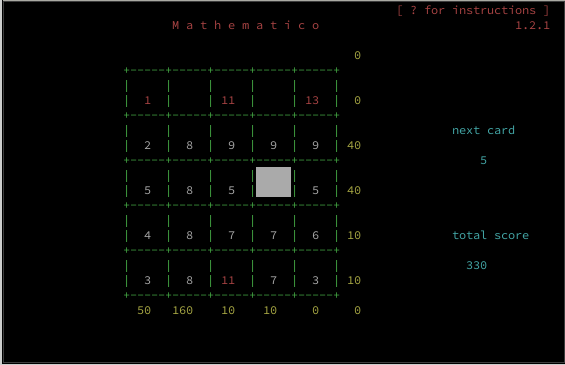 [ ? for instructions ]
M a t h e m a t i c o
1.2.1
0
1 11 13 0
next card
2 8 9 9 9 40
5
5 8 5 5 40
4 8 7 7 6 10
total score
330
3 8 11 7 3 10
50 160 10 10 0 0